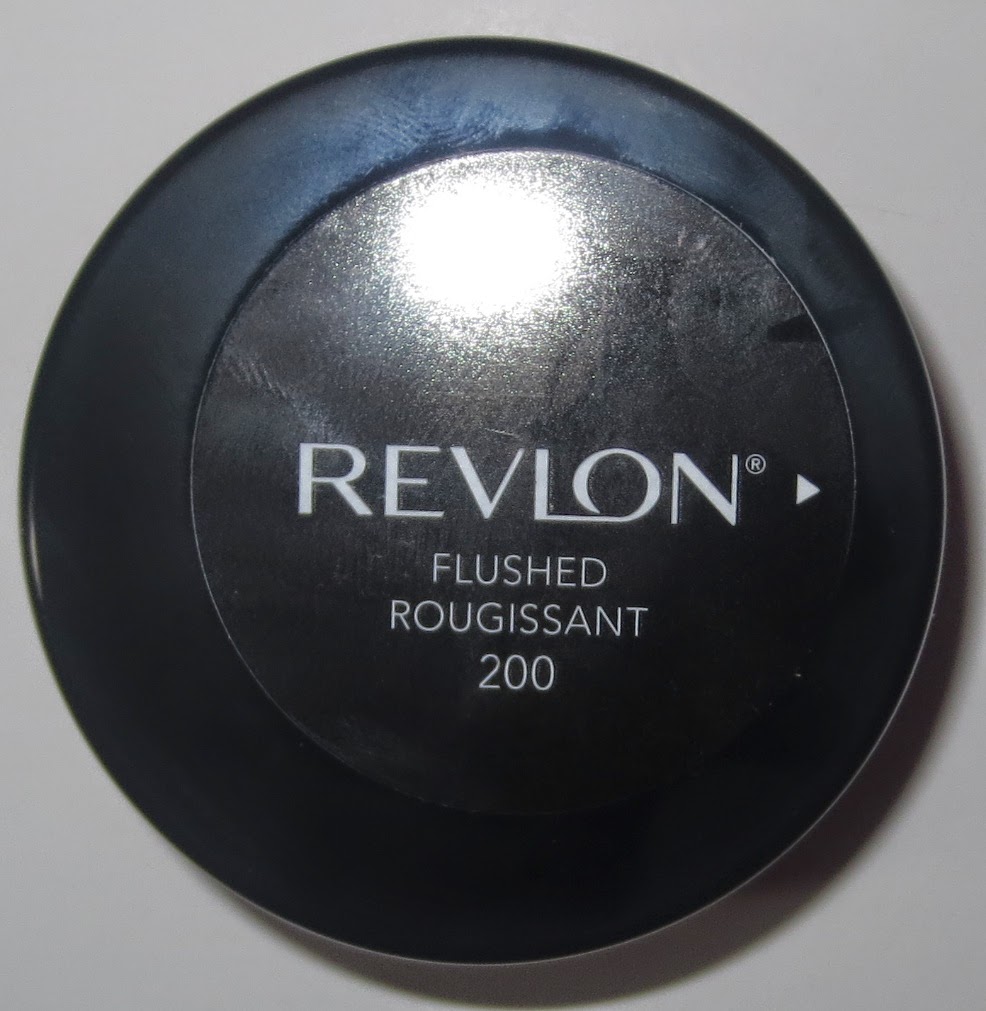 REVLON®
FLUSHED
ROUGISSANT
200